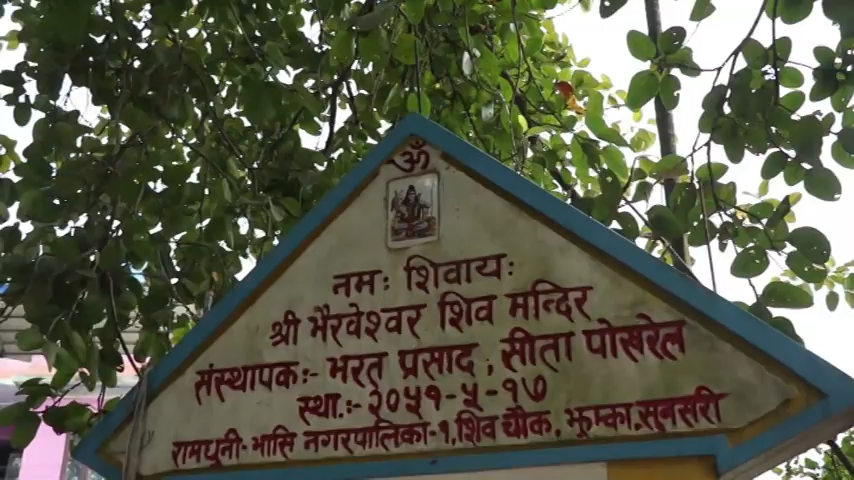 ॐ
नमः शिवायः
श्री भैरवेश्वर शिव मन्दिर
संस्थापकः- भरत प्रसाद, सीता पोखरेल
स्थाः- २०५१-५-१७
रामधुनी-भासि नगरपालिका-१,शिव चौक,झुम्का.सुनसरी